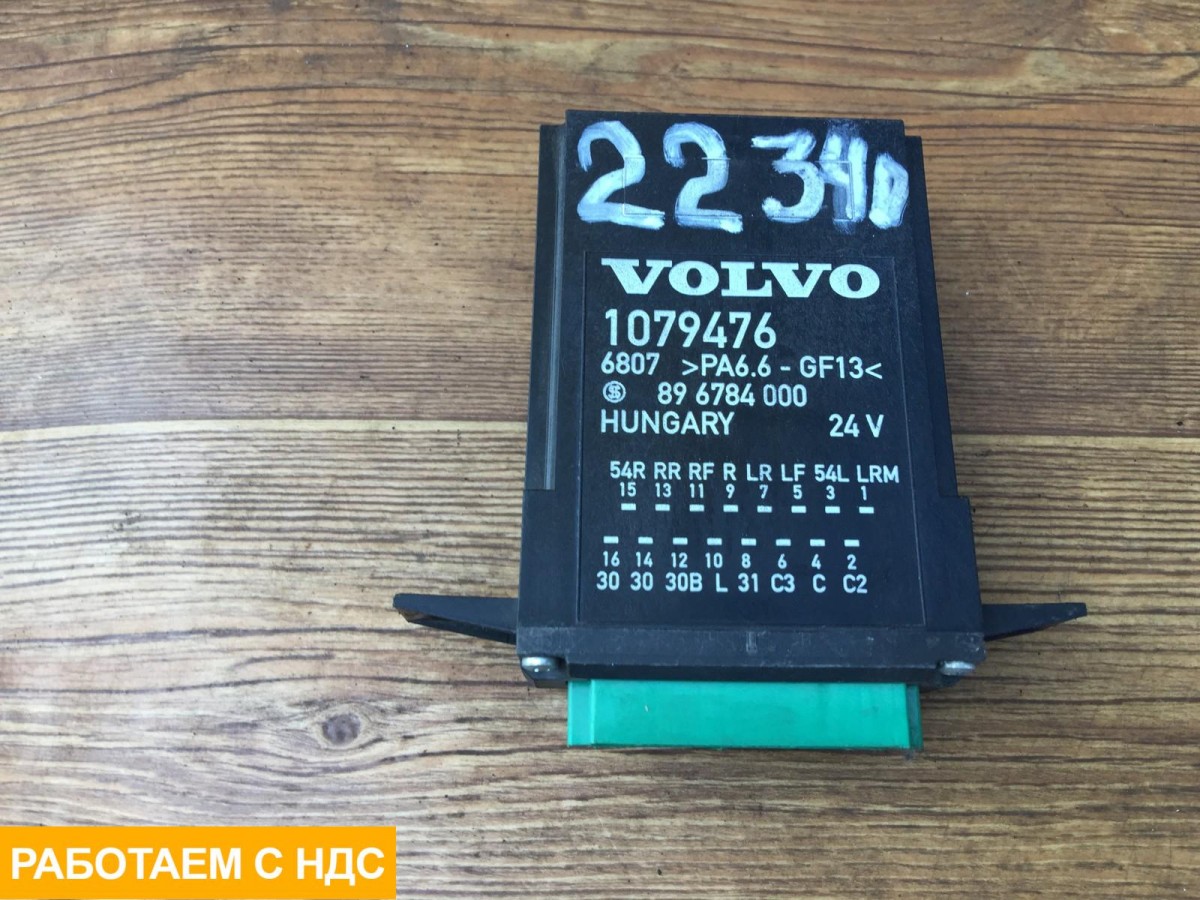 22340
VOLVO
1079476
6807 >PA6.6 - GF13<
89 6784 000
HUNGARY 24 V
54R RR RF R LR LF 54L LRM
15 13 11 9 7 5 3 1
16 14 12 10 8 6 4 2
30 30 30B L 31 C3 C C2
РАБОТАЕМ С НДС